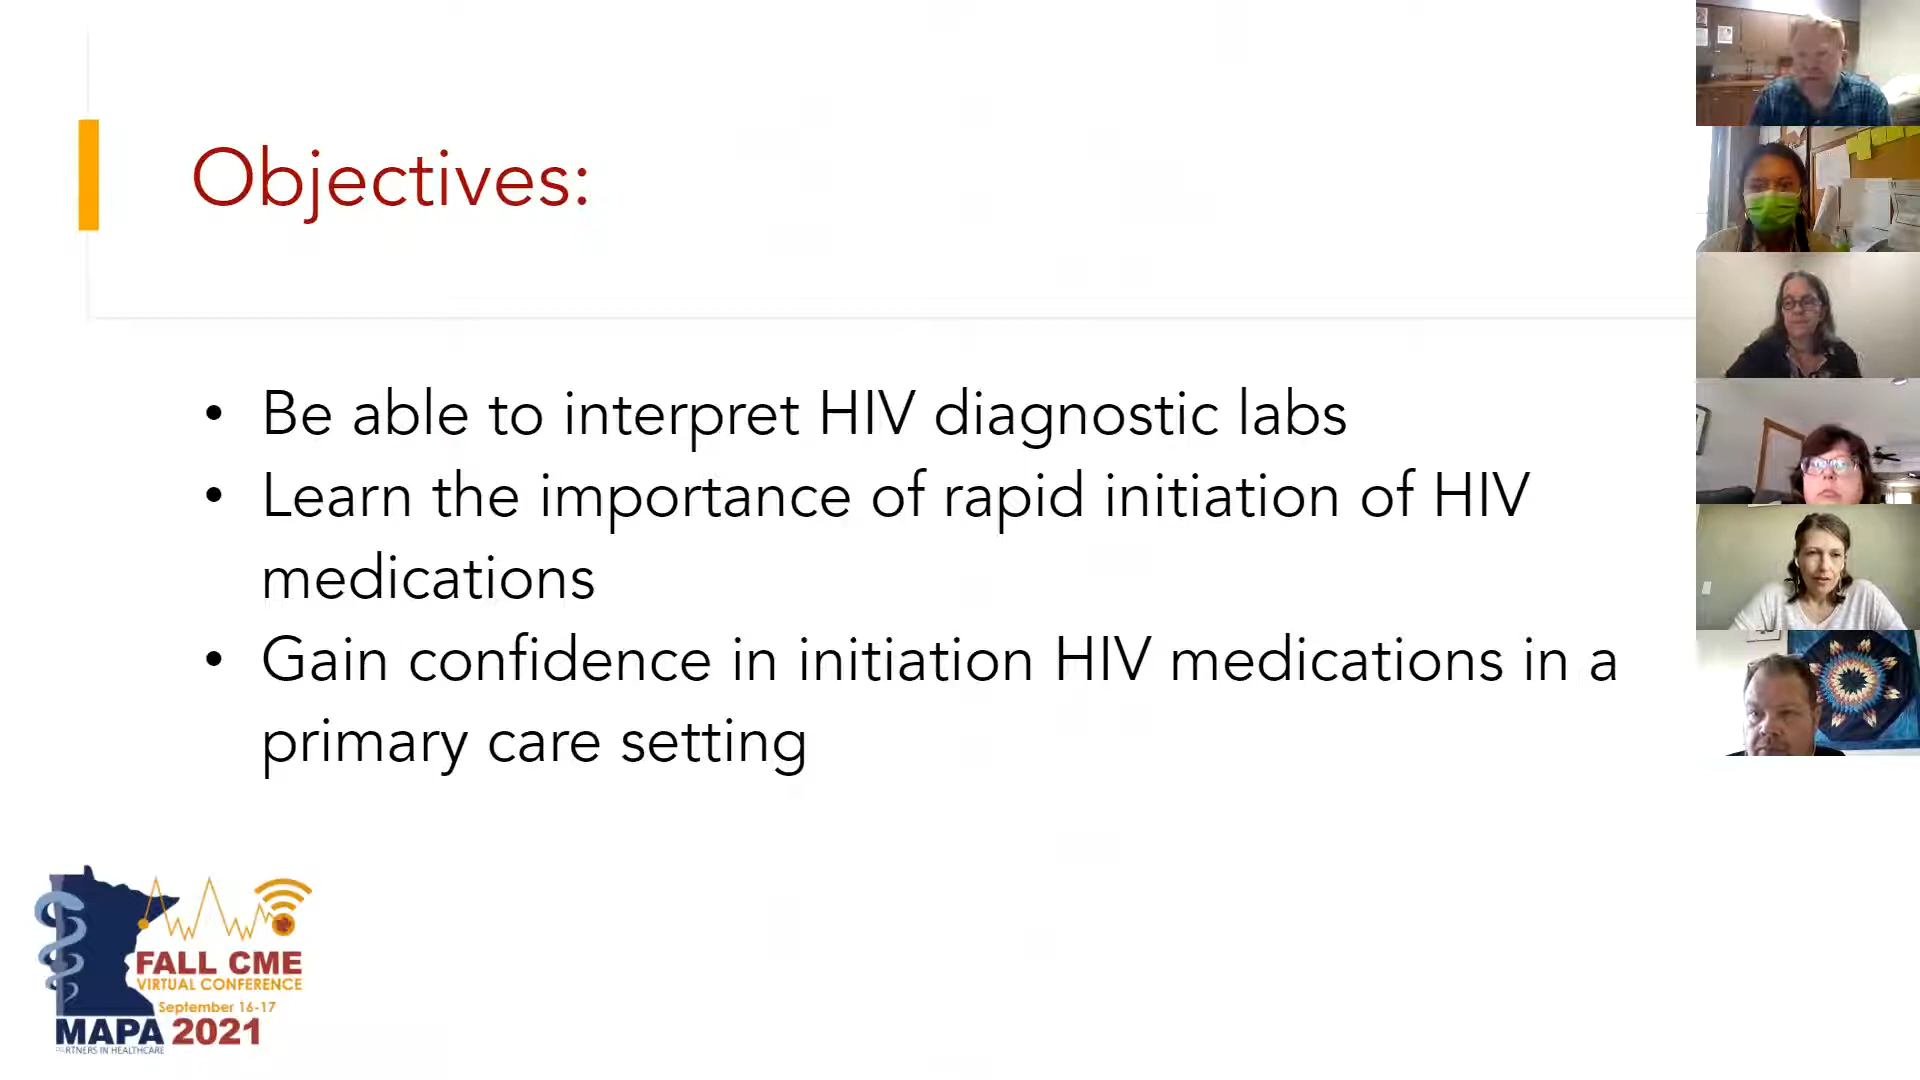 Objectives:
• Be able to interpret HIV diagnostic labs
• Learn the importance of rapid initiation of HIV
medications
• Gain confidence in initiation HIV medications in a
primary care setting
FALL CME
VIRTUAL CONFERENCE
September 16-17
MAPA 2021
IN HEALTHCARE